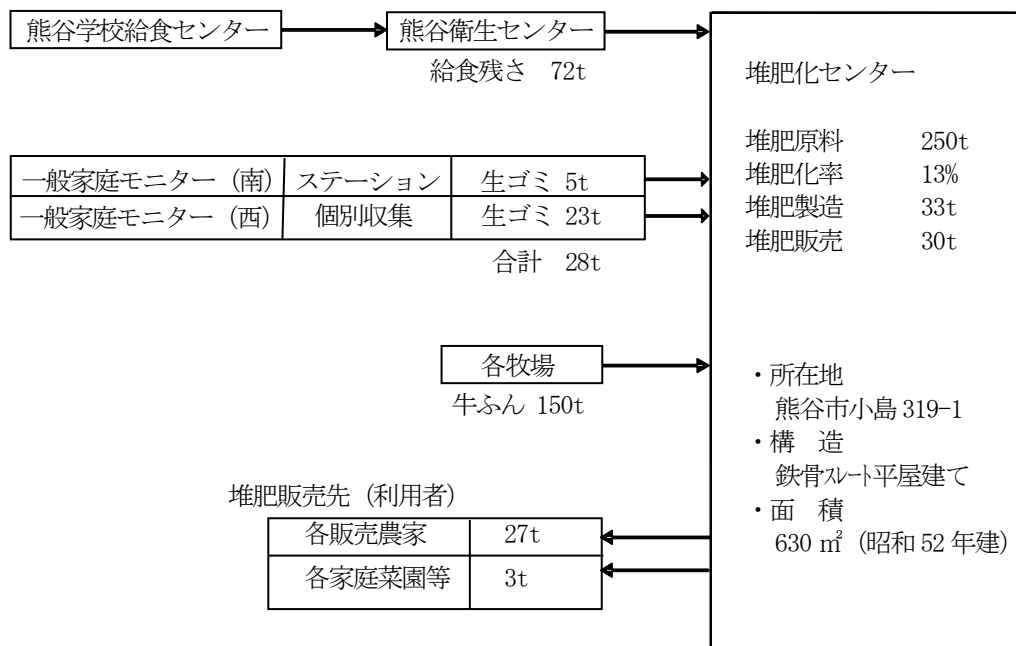 熊谷学校給食センター 熊谷衛生センター
給食残さ 72t
堆肥化センター
堆肥原料 250t
堆肥化率 13%
堆肥製造 33t
堆肥販売 30t
一般家庭モニター (南) ステーション 生ゴミ 5t
一般家庭モニター (西) 個別収集 生ゴミ 23t
合計 28t
各牧場
牛ふん 150t
・所在地
熊谷市小島 319-1
・構 造
鉄骨スレート平屋建て
・面 積
630 ㎡ (昭和 52 年建)
堆肥販売先 (利用者)
各販売農家 27t
各家庭菜園等 3t